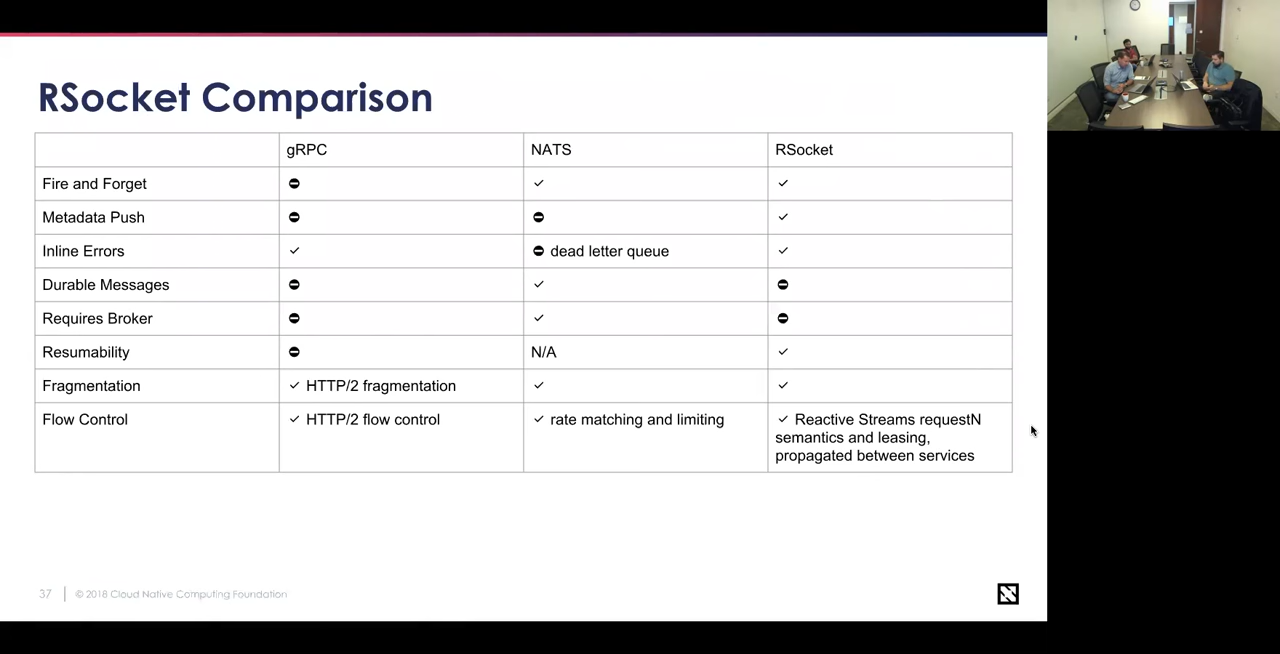 RSocket Comparison
gRPC NATS RSocket
Fire and Forget ⛔ ✓ ✓
Metadata Push ⛔ ⛔ ✓
Inline Errors ✓ ⛔ dead letter queue ✓
Durable Messages ⛔ ✓ ⛔
Requires Broker ⛔ ✓ ⛔
Resumability ⛔ N/A ✓
Fragmentation ✓ HTTP/2 fragmentation ✓ ✓
Flow Control ✓ HTTP/2 flow control ✓ rate matching and limiting ✓ Reactive Streams requestN
semantics and leasing,
propagated between services
37 © 2018 Cloud Native Computing Foundation